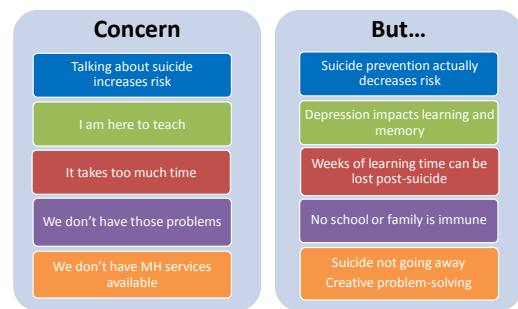 Concern
Talking about suicide
increases risk
I am here to teach
It takes too much time
We don't have those problems
We don't have MH services
available
But...
Suicide prevention actually
decreases risk
Depression impacts learning and
memory
Weeks of learning time can be
lost post-suicide
No school or family is immune
Suicide not going away
Creative problem-solving